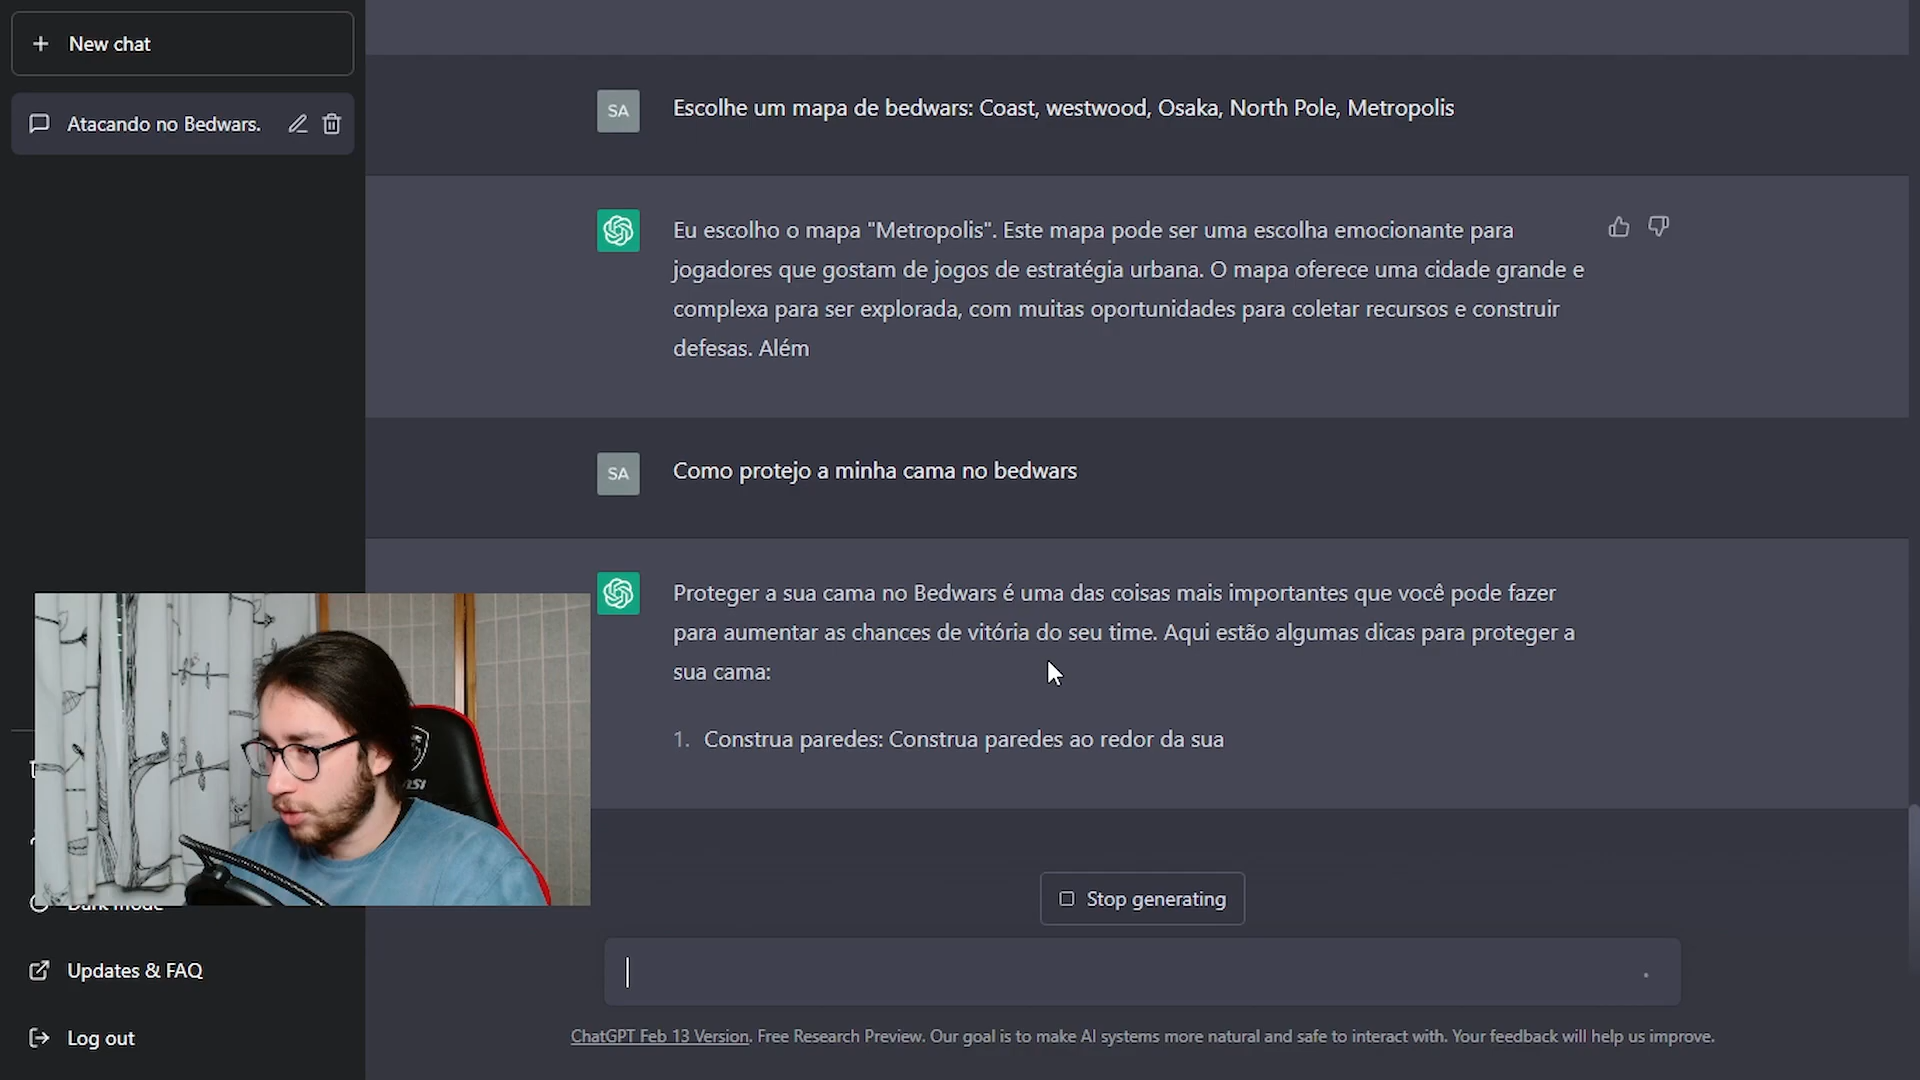 New chat
Atacando no Bedwars.
SA
Escolhe um mapa de bedwars: Coast, westwood, Osaka, North Pole, Metropolis
Eu escolho o mapa "Metropolis". Este mapa pode ser uma escolha emocionante para
jogadores que gostam de jogos de estratégia urbana. O mapa oferece uma cidade grande e
complexa para ser explorada, com muitas oportunidades para coletar recursos e construir
defesas. Além
SA
Como protejo a minha cama no bedwars
Proteger a sua cama no Bedwars é uma das coisas mais importantes que você pode fazer
para aumentar as chances de vitória do seu time. Aqui estão algumas dicas para proteger a
sua cama:
1. Construa paredes: Construa paredes ao redor da sua
Dark mode
Updates & FAQ
Log out
Stop generating
ChatGPT Feb 13 Version. Free Research Preview. Our goal is to make AI systems more natural and safe to interact with. Your feedback will help us improve.